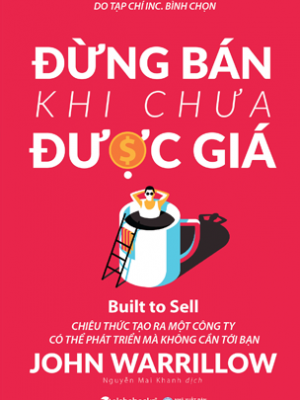 DO TẠP CHÍ INC. BÌNH CHỌN
ĐỪNG BÁN
KHI CHƯA
ĐƯỢC GIÁ
Built to Sell
CHIÊU THỨC TẠO RA MỘT CÔNG TY
CÓ THỂ PHÁT TRIỂN MÀ KHÔNG CẦN TỚI BẠN
JOHN WARRILLOW
Nguyễn Mai Khanh dịch